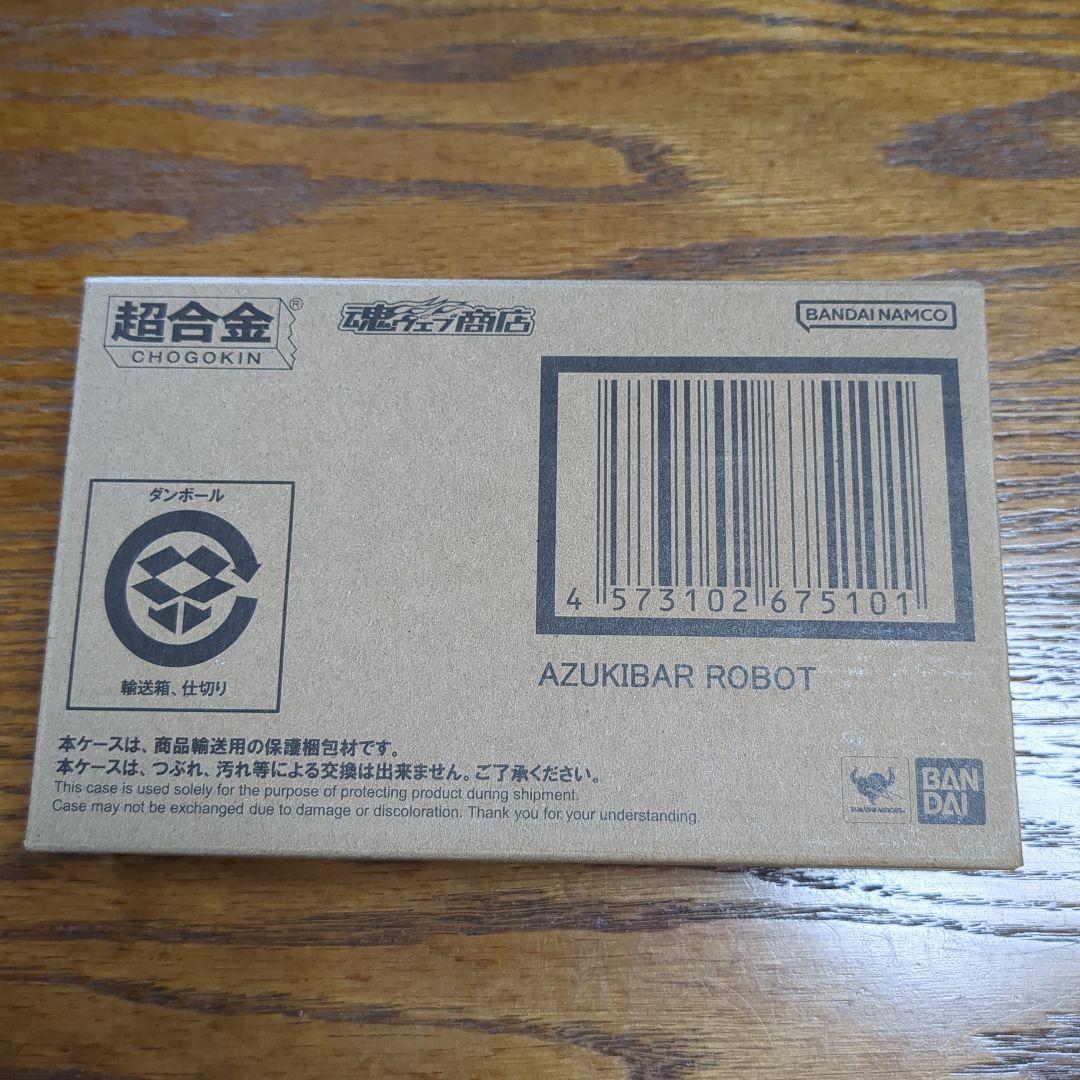 超合金®
CHOGOKIN
魂ウェブ商店
BANDAI NAMCO
4 573102 675101
AZUKIBAR ROBOT
ダンボール
輸送箱、仕切り
本ケースは、商品輸送用の保護梱包材です。
本ケースは、つぶれ、汚れ等による交換は出来ません。ご了承ください。
This case is used solely for the purpose of protecting product during shipment.
Case may not be exchanged due to damage or discoloration. Thank you for your understanding.
TAMASHII NATIONS
BAN
DAI